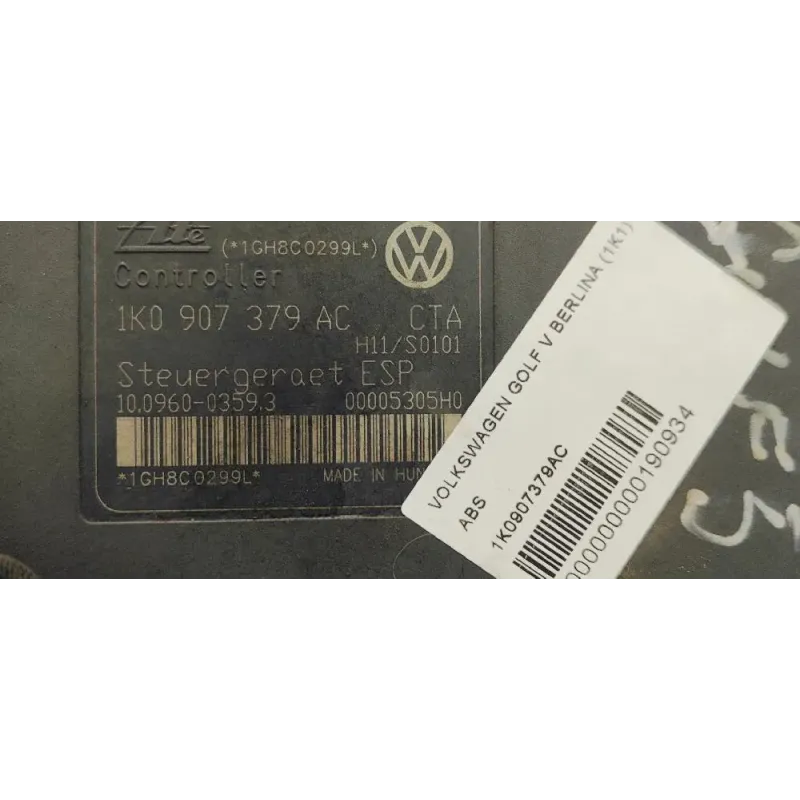 Ate (*1GH8C0299L*)
Controller
1K0 907 379 AC CTA
H11/S0101
Steuergeraet ESP
10.0960-0359.3 00005305H0
*1GH8C0299L* MADE IN HUN
VOLKSWAGEN GOLF V BERLINA (1K1)
ABS
1K0907379AC
000000000190934